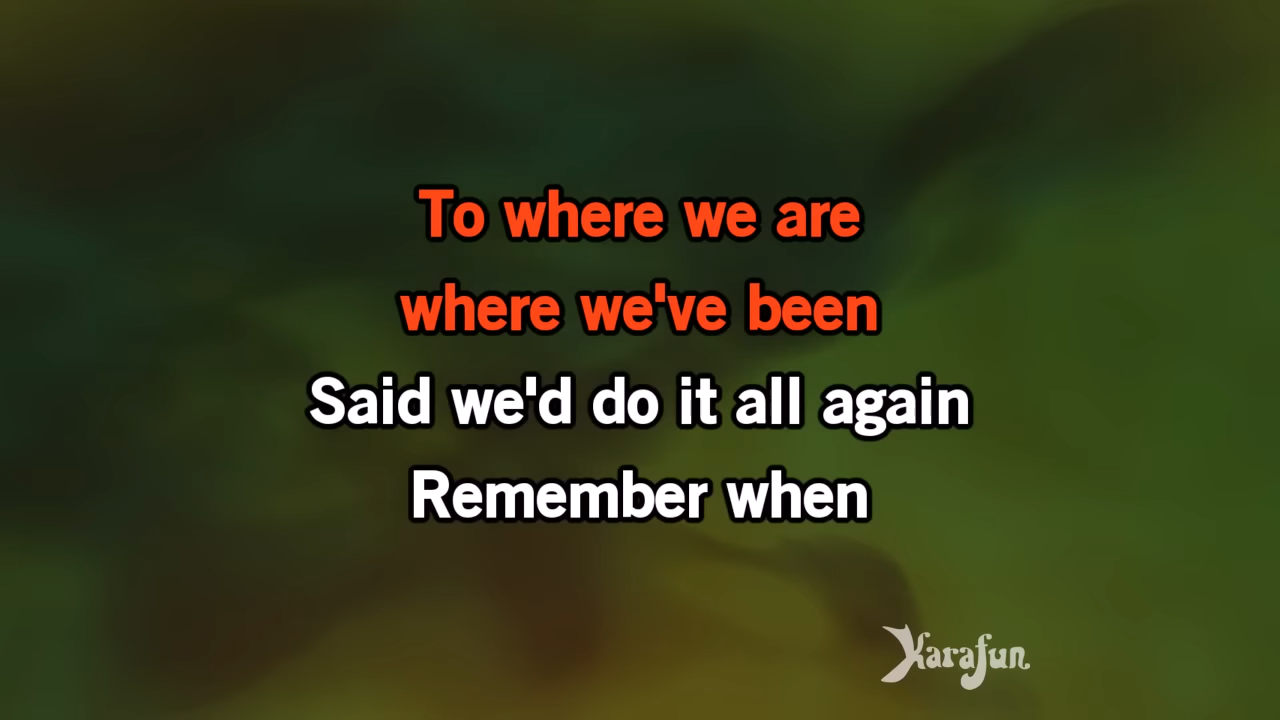 To where we are
where we've been
Said we'd do it all again
Remember when
Karafun